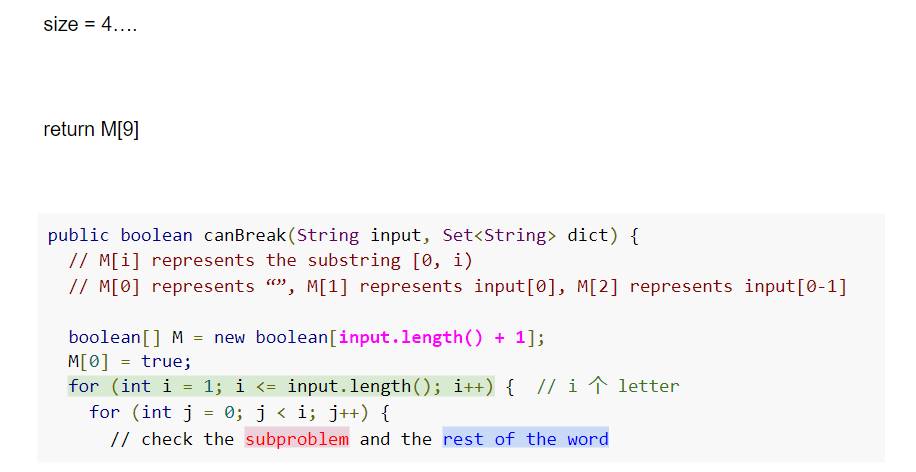 size = 4….
return M[9]
public boolean canBreak(String input, Set<String> dict) {
// M[i] represents the substring [0, i)
// M[0] represents “”, M[1] represents input[0], M[2] represents input[0-1]
boolean[] M = new boolean[input.length() + 1];
M[0] = true;
for (int i = 1; i <= input.length(); i++) { // i 个 letter
for (int j = 0; j < i; j++) {
// check the subproblem and the rest of the word